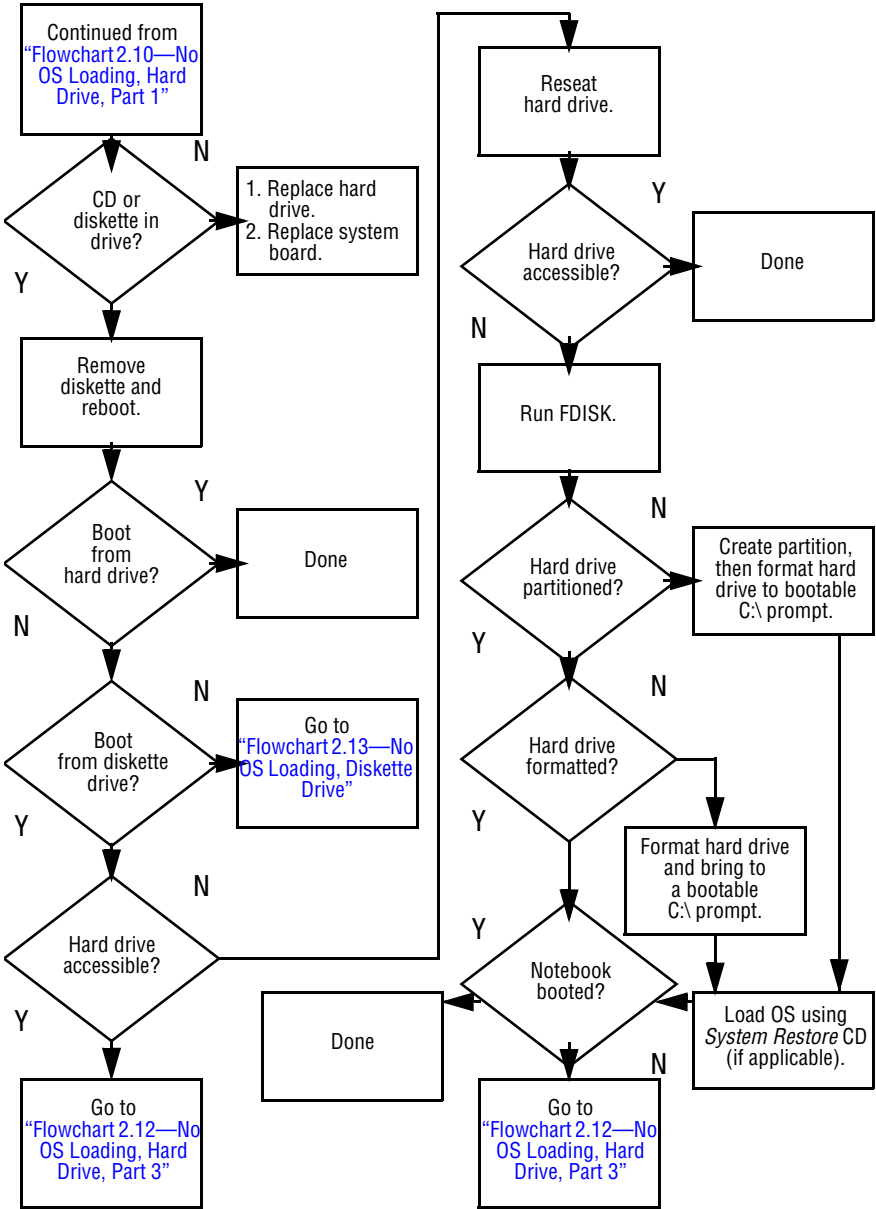 Continued from
“Flowchart 2.10—No
OS Loading, Hard
Drive, Part 1”
N
CD or
diskette in
drive?
1. Replace hard
drive.
2. Replace system
board.
Y
Remove
diskette and
reboot.
Y
Boot
from
hard drive?
Done
N
N
Boot
from diskette
drive?
Go to
“Flowchart 2.13—No
OS Loading, Diskette
Drive”
Y
N
Hard drive
accessible?
Y
Go to
“Flowchart 2.12—No
OS Loading, Hard
Drive, Part 3”
Reseat
hard drive.
Y
Hard drive
accessible?
Done
N
Run FDISK.
N
Hard drive
partitioned?
Create partition,
then format hard
drive to bootable
C:\ prompt.
Y
N
Hard drive
formatted?
Y
Format hard drive
and bring to
a bootable
C:\ prompt.
Y
Notebook
booted?
Done
Load OS using
System Restore CD
(if applicable).
N
Go to
“Flowchart 2.12—No
OS Loading, Hard
Drive, Part 3”